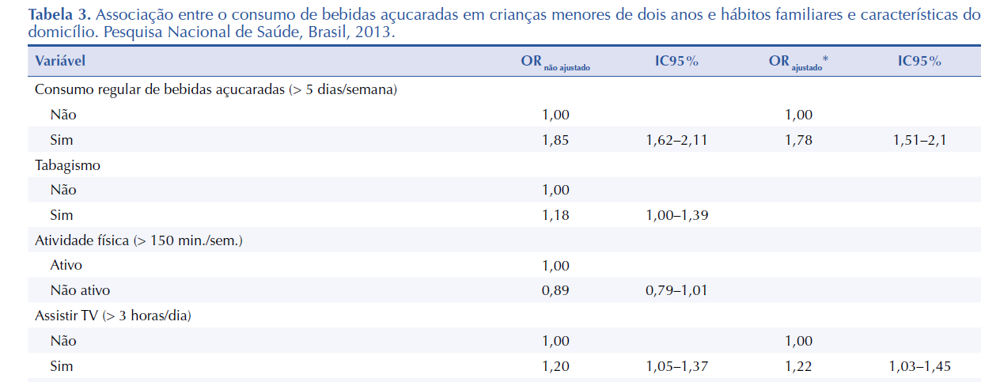 Tabela 3. Associação entre o consumo de bebidas açucaradas em crianças menores de dois anos e hábitos familiares e características do
domicílio. Pesquisa Nacional de Saúde, Brasil, 2013.
Variável OR não ajustado IC95% OR ajustado* IC95%
Consumo regular de bebidas açucaradas (> 5 dias/semana)
Não 1,00 1,00
Sim 1,85 1,62–2,11 1,78 1,51–2,1
Tabagismo
Não 1,00
Sim 1,18 1,00–1,39
Atividade física (> 150 min./sem.)
Ativo 1,00
Não ativo 0,89 0,79–1,01
Assistir TV (> 3 horas/dia)
Não 1,00 1,00
Sim 1,20 1,05–1,37 1,22 1,03–1,45